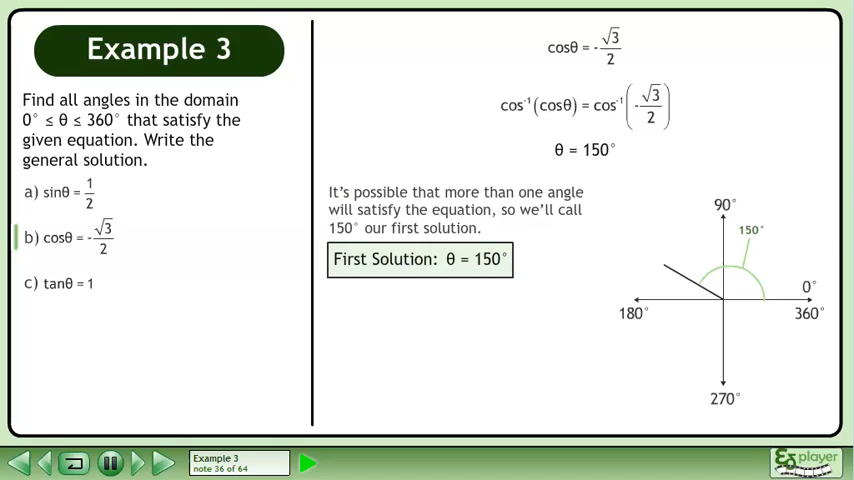 Example 3
Find all angles in the domain
0° ≤ θ ≤ 360° that satisfy the
given equation. Write the
general solution.
a) sinθ = 1/2
b) cosθ = -√3/2
c) tanθ = 1
cosθ = -√3/2
cos⁻¹(cosθ) = cos⁻¹(-√3/2)
θ = 150°
It's possible that more than one angle
will satisfy the equation, so we'll call
150° our first solution.
First Solution: θ = 150°
90°
150°
0°
180°
360°
270°
Example 3
note 36 of 64
player